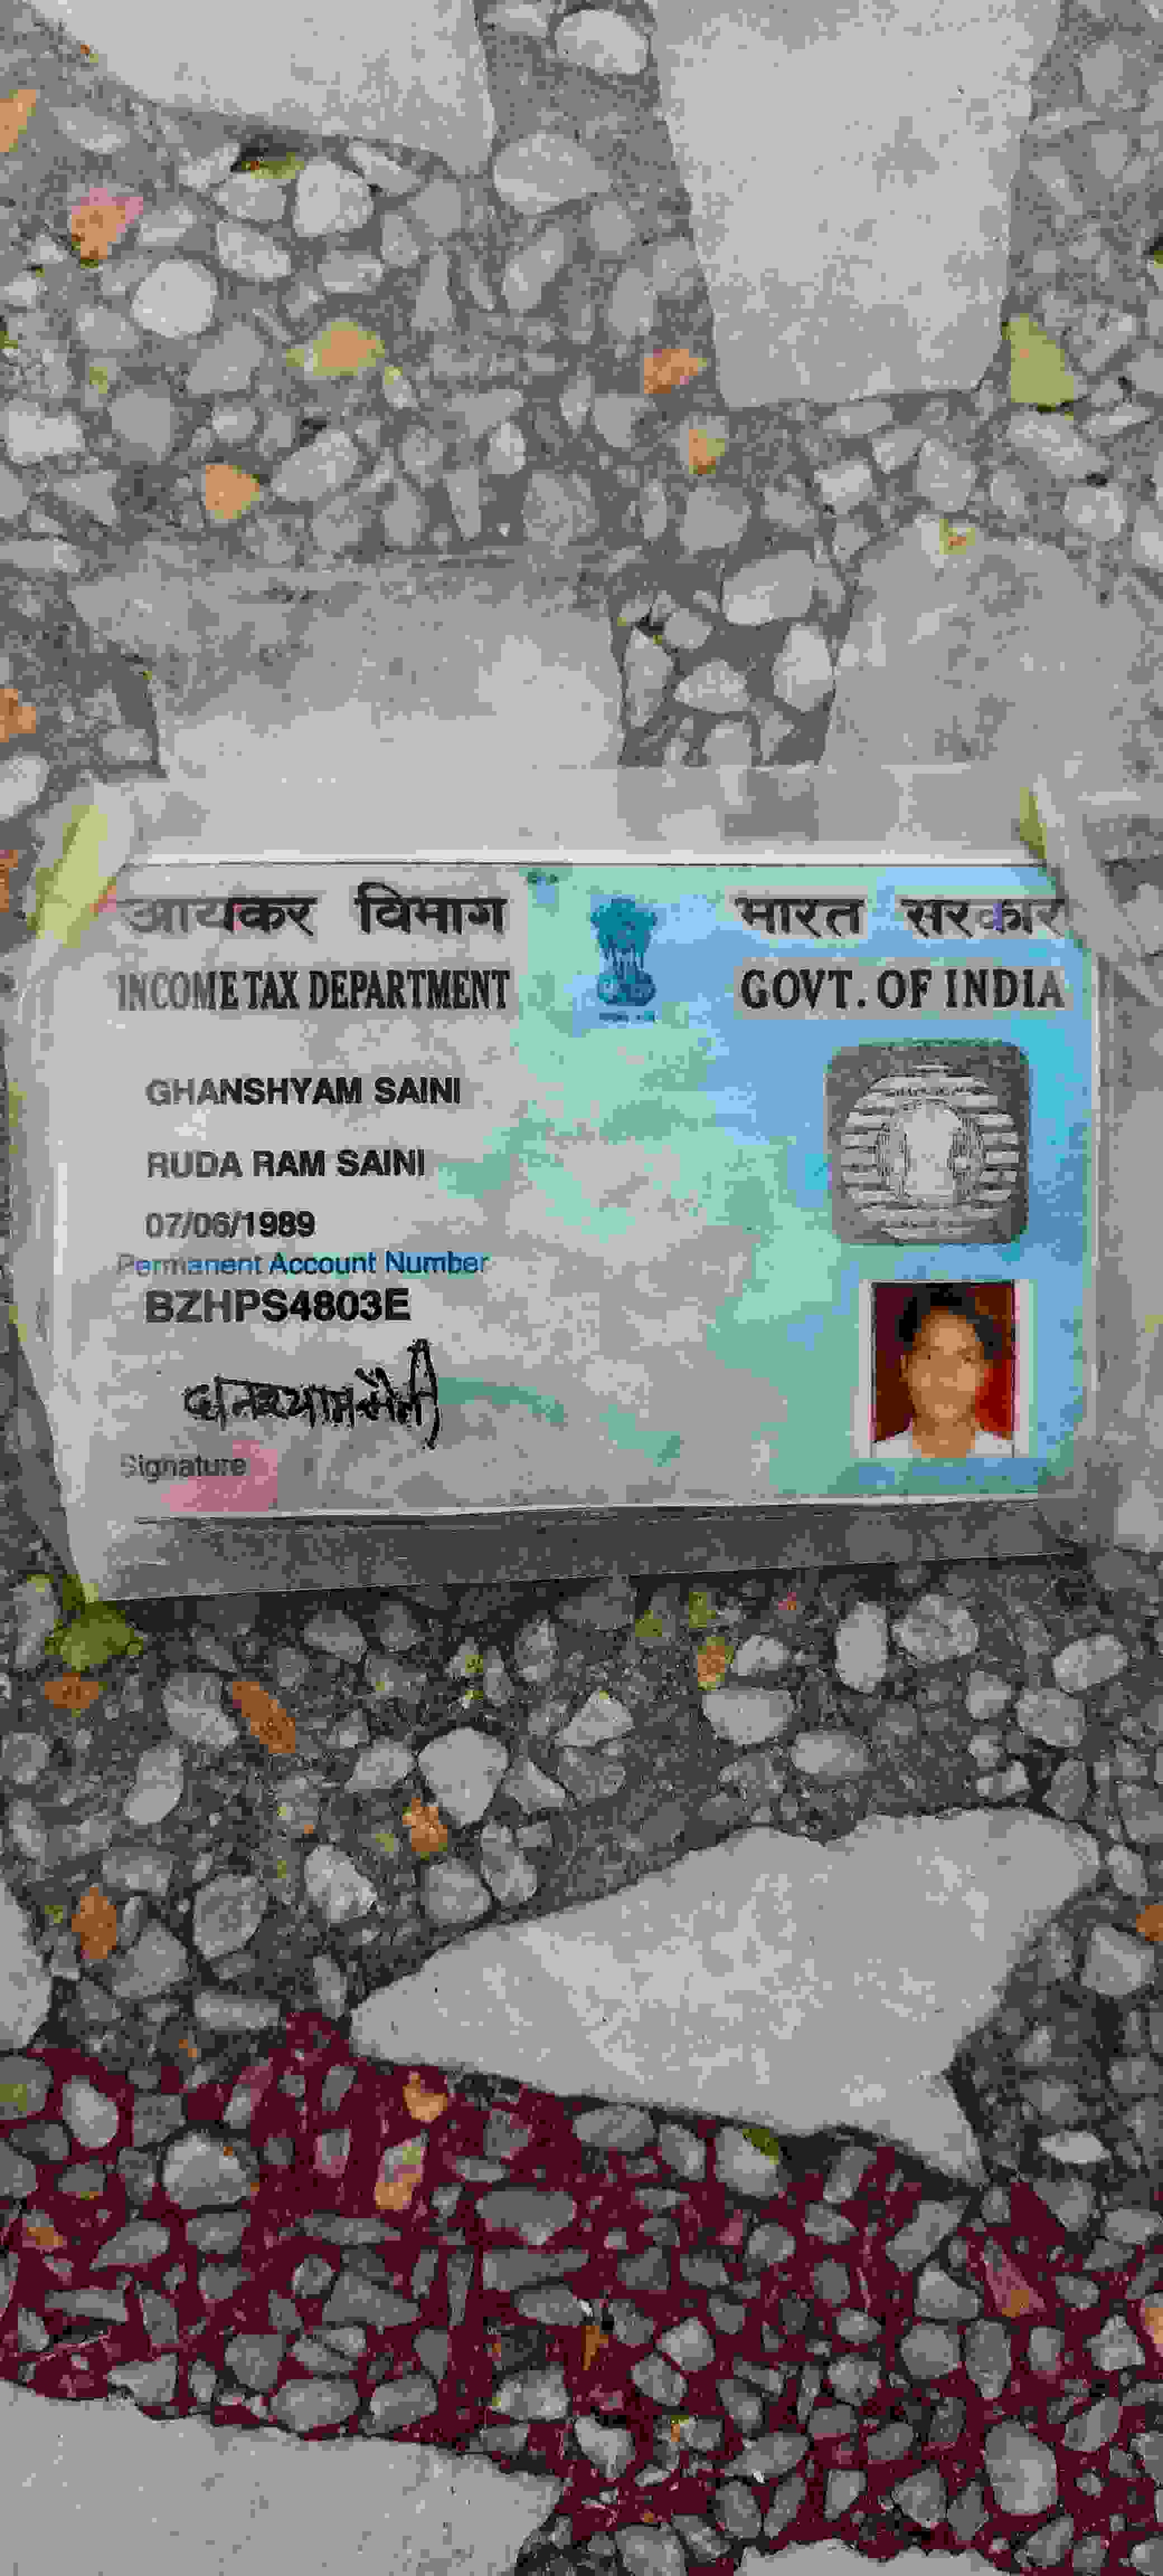 आयकर विभाग
भारत सरकार
INCOME TAX DEPARTMENT
GOVT. OF INDIA
GHANSHYAM SAINI
RUDA RAM SAINI
07/06/1989
Permanent Account Number
BZHPS4803E
घनश्याम सैनी
Signature